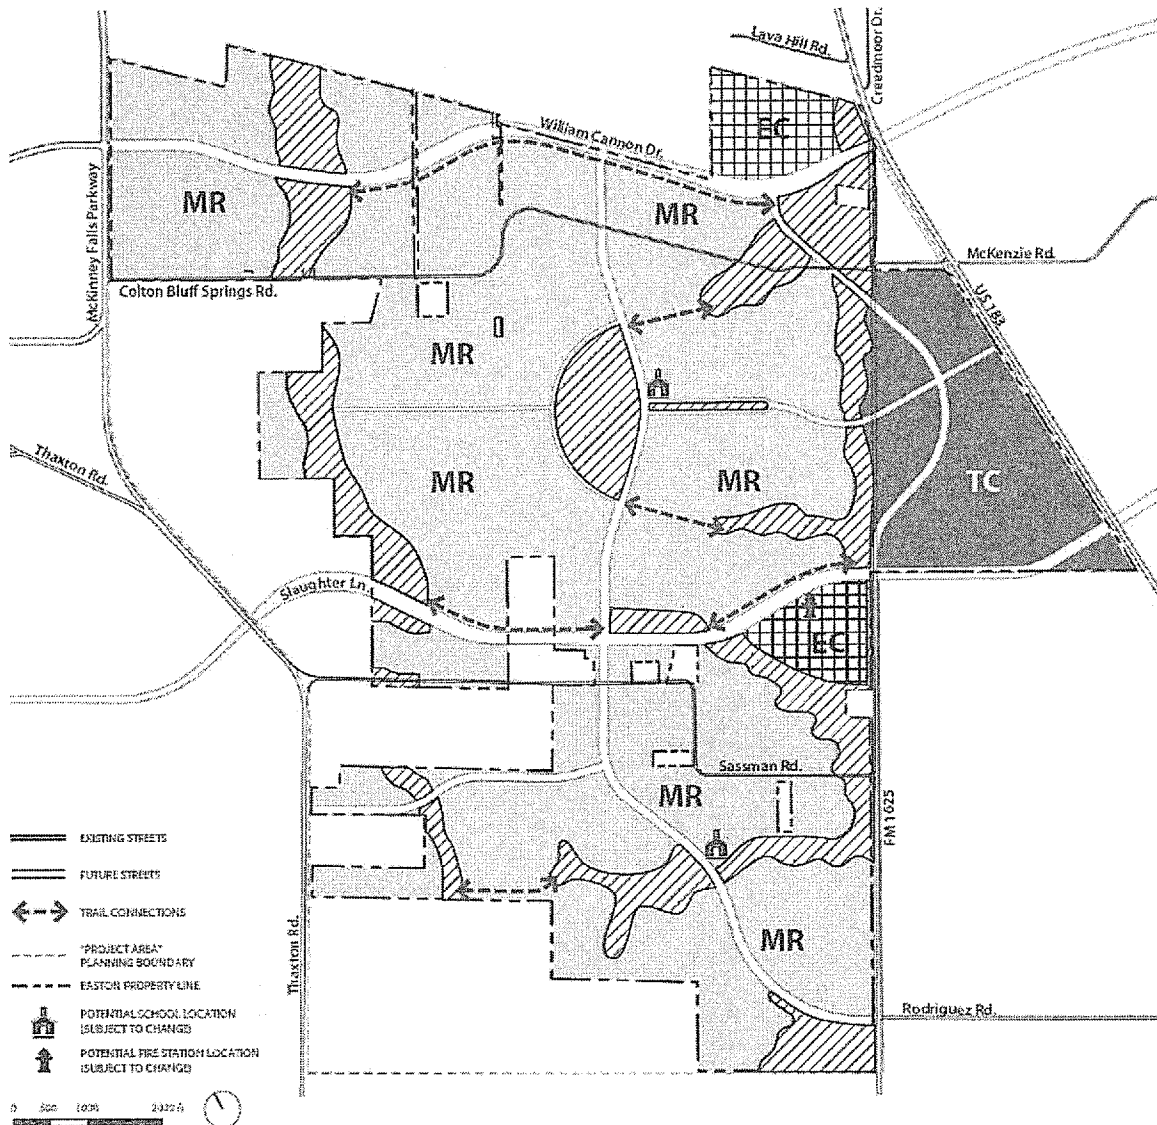 Lava Hill Rd.
Creedmoor Dr.
EC
William Cannon Dr.
MR
MR
McKinney Falls Parkway
McKenzie Rd.
US 183
Colton Bluff Springs Rd.
MR
Thaxton Rd.
MR
MR
TC
Slaughter Ln.
EC
Sassman Rd.
MR
FM 1625
MR
Thaxton Rd.
Rodriguez Rd.
EXISTING STREETS
FUTURE STREETS
TRAIL CONNECTIONS
"PROJECT AREA"
PLANNING BOUNDARY
EASTON PROPERTY LINE
POTENTIAL SCHOOL LOCATION
(SUBJECT TO CHANGE)
POTENTIAL FIRE STATION LOCATION
(SUBJECT TO CHANGE)
0 500 1000